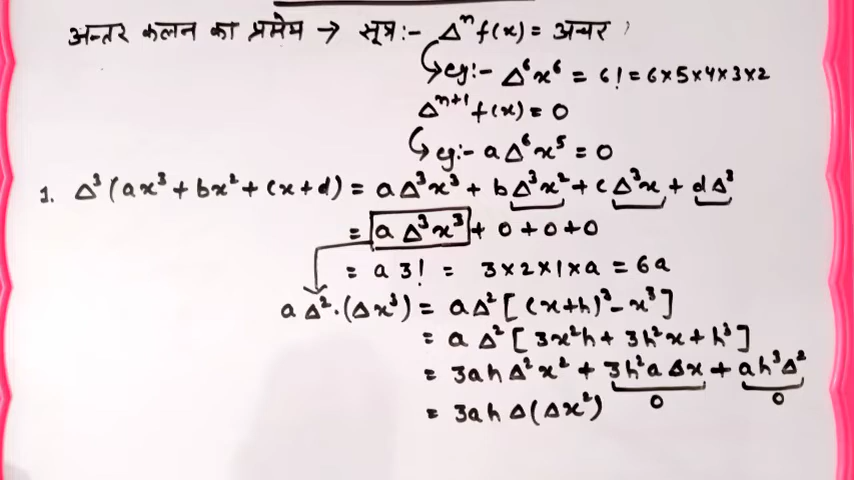 अन्तर कलन का प्रमेय → सूत्र:- Δⁿ f(x) = अचर
eg:- Δ⁶x⁶ = 6! = 6×5×4×3×2
Δⁿ⁺¹ f(x) = 0
eg:- aΔ⁶x⁵ = 0
1. Δ³(ax³ + bx² + cx + d) = aΔ³x³ + bΔ³x² + cΔ³x + dΔ³
= aΔ³x³ + 0 + 0 + 0
= a 3! = 3×2×1×a = 6a
aΔ²·(Δx³) = aΔ²[(x+h)³ - x³]
= aΔ²[3x²h + 3h²x + h³]
= 3ahΔ²x² + 3h²aΔx + ah³Δ²
0 0
= 3ahΔ(Δx²)